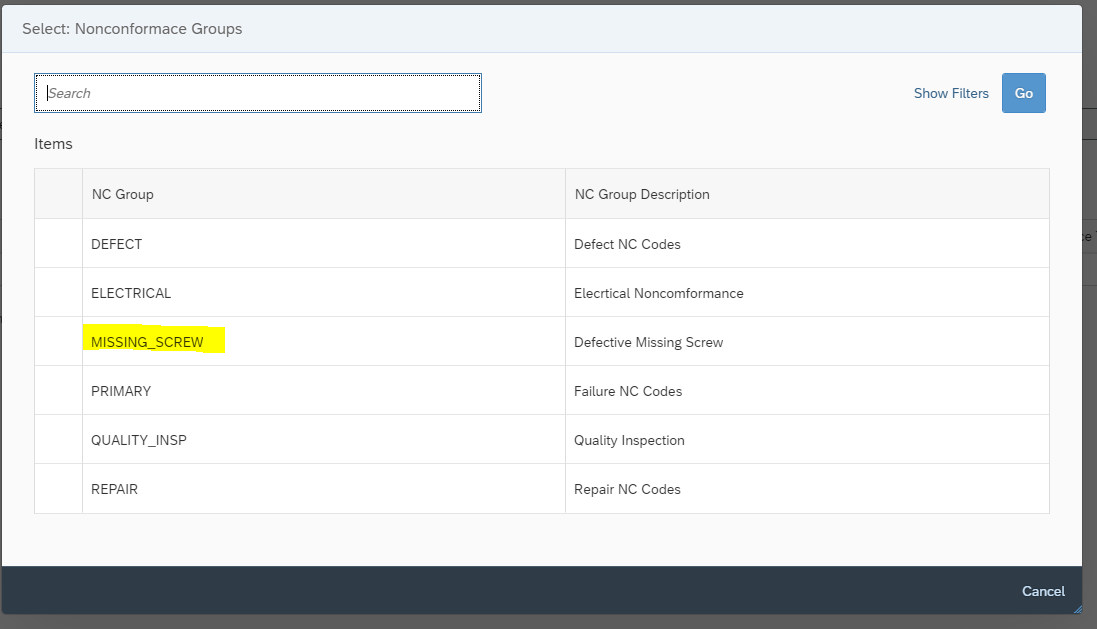 Select: Nonconformace Groups
Search
Show Filters
Go
Items
NC Group NC Group Description
DEFECT Defect NC Codes
ELECTRICAL Elecrtical Noncomformance
MISSING_SCREW Defective Missing Screw
PRIMARY Failure NC Codes
QUALITY_INSP Quality Inspection
REPAIR Repair NC Codes
Cancel